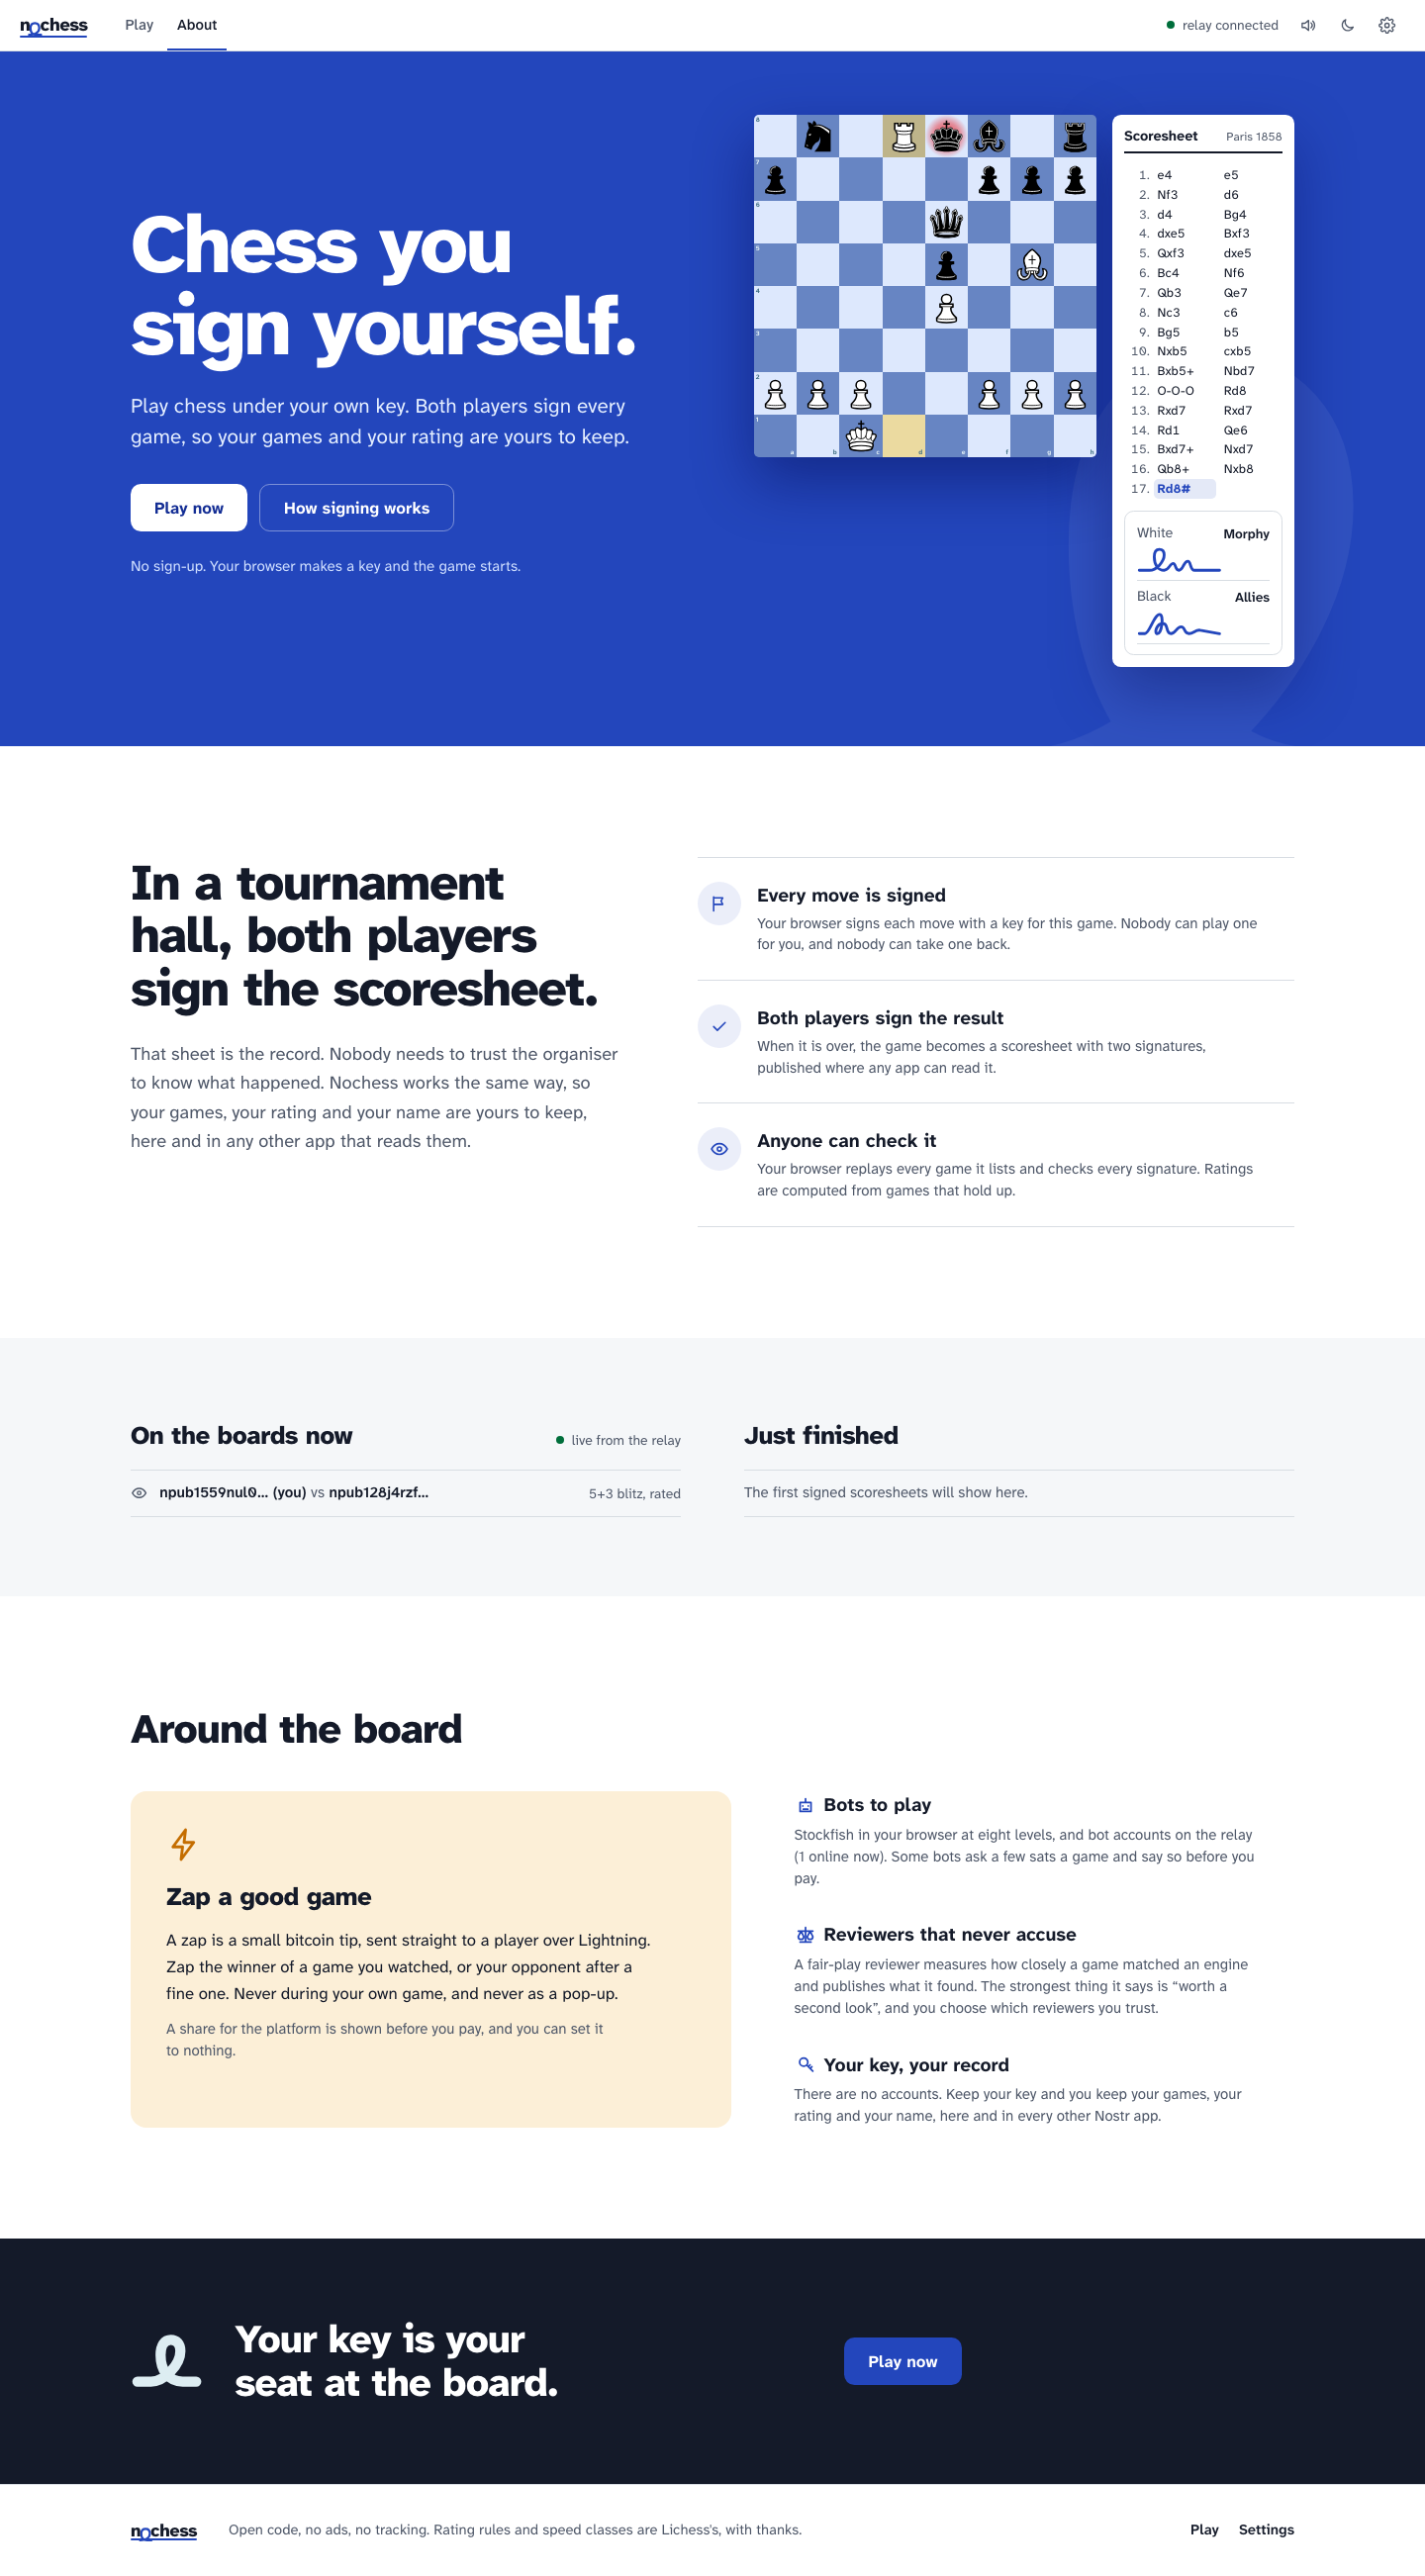 nochess
Play
About
relay connected
Chess you
sign yourself.
Play chess under your own key. Both players sign every
game, so your games and your rating are yours to keep.
Play now
How signing works
No sign-up. Your browser makes a key and the game starts.
8
7
6
5
4
3
2
1
a b c d e f g h
Scoresheet Paris 1858
1. e4 e5
2. Nf3 d6
3. d4 Bg4
4. dxe5 Bxf3
5. Qxf3 dxe5
6. Bc4 Nf6
7. Qb3 Qe7
8. Nc3 c6
9. Bg5 b5
10. Nxb5 cxb5
11. Bxb5+ Nbd7
12. O-O-O Rd8
13. Rxd7 Rxd7
14. Rd1 Qe6
15. Bxd7+ Nxd7
16. Qb8+ Nxb8
17. Rd8#
White Morphy
Black Allies
In a tournament
hall, both players
sign the scoresheet.
That sheet is the record. Nobody needs to trust the organiser
to know what happened. Nochess works the same way, so
your games, your rating and your name are yours to keep,
here and in any other app that reads them.
Every move is signed
Your browser signs each move with a key for this game. Nobody can play one
for you, and nobody can take one back.
Both players sign the result
When it is over, the game becomes a scoresheet with two signatures,
published where any app can read it.
Anyone can check it
Your browser replays every game it lists and checks every signature. Ratings
are computed from games that hold up.
On the boards now
live from the relay
npub1559nul0… (you) vs npub128j4rzf…
5+3 blitz, rated
Just finished
The first signed scoresheets will show here.
Around the board
Zap a good game
A zap is a small bitcoin tip, sent straight to a player over Lightning.
Zap the winner of a game you watched, or your opponent after a
fine one. Never during your own game, and never as a pop-up.
A share for the platform is shown before you pay, and you can set it
to nothing.
Bots to play
Stockfish in your browser at eight levels, and bot accounts on the relay
(1 online now). Some bots ask a few sats a game and say so before you
pay.
Reviewers that never accuse
A fair-play reviewer measures how closely a game matched an engine
and publishes what it found. The strongest thing it says is “worth a
second look”, and you choose which reviewers you trust.
Your key, your record
There are no accounts. Keep your key and you keep your games, your
rating and your name, here and in every other Nostr app.
Your key is your
seat at the board.
Play now
nochess
Open code, no ads, no tracking. Rating rules and speed classes are Lichess's, with thanks.
Play
Settings